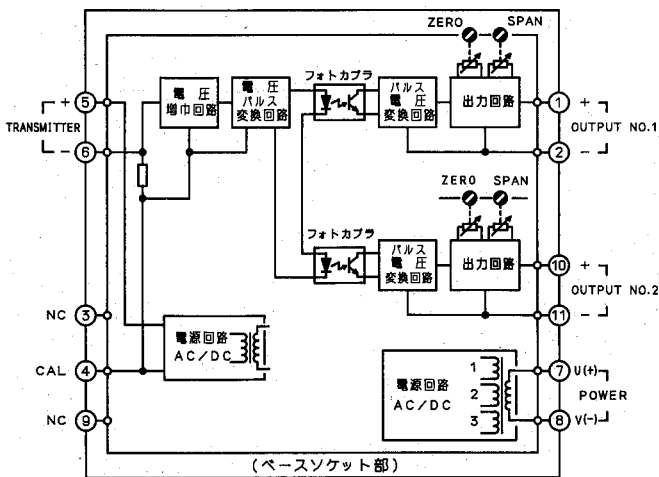 ZERO SPAN
フォトカプラ
電圧
増巾回路
電圧
パルス
変換回路
パルス
電圧
変換回路
出力回路
5 +
TRANSMITTER
6 -
1 +
OUTPUT NO.1
2 -
ZERO SPAN
フォトカプラ
パルス
電圧
変換回路
出力回路
10 +
OUTPUT NO.2
11 -
NC 3
CAL 4
NC 9
電源回路
AC/DC
電源回路
AC/DC
1
2
3
7 U(+)
POWER
8 V(-)
(ベースソケット部)